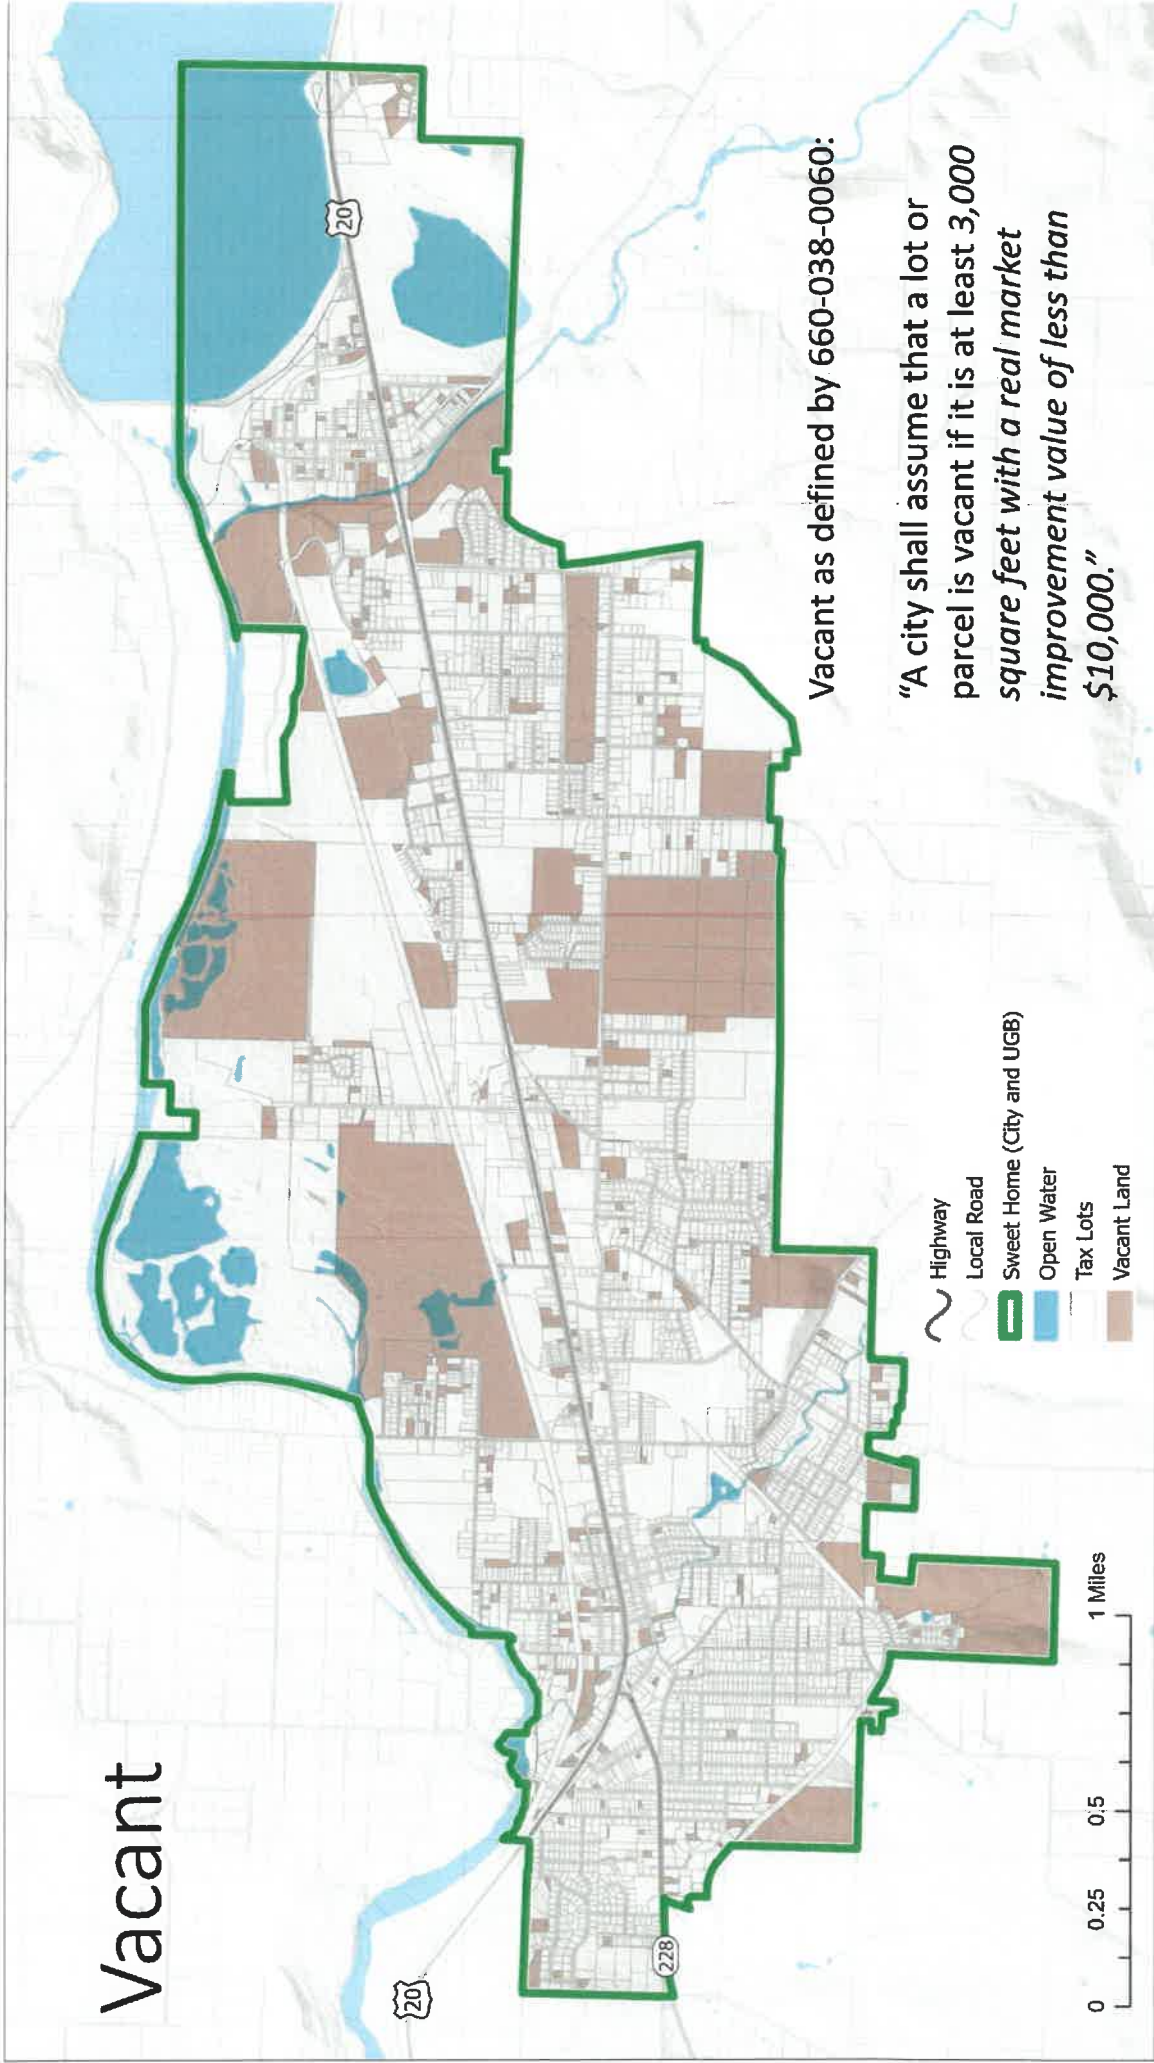 Vacant
20
20
228
Vacant as defined by 660-038-0060:
"A city shall assume that a lot or
parcel is vacant if it is at least 3,000
square feet with a real market
improvement value of less than
$10,000."
Highway
Local Road
Sweet Home (City and UGB)
Open Water
Tax Lots
Vacant Land
0 0.25 0.5 1 Miles